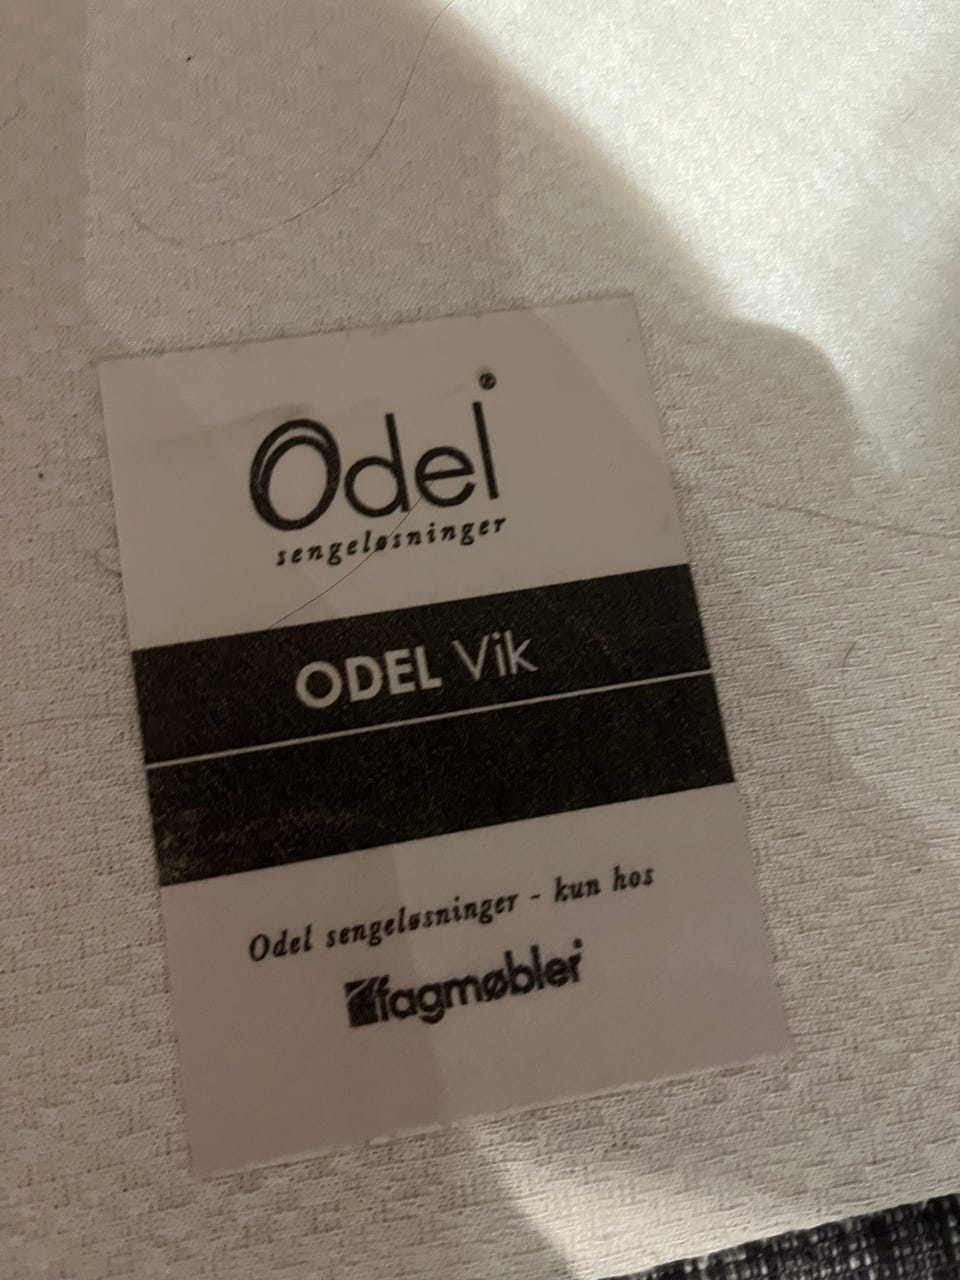 Odel®
sengeløsninger
ODEL Vik
Odel sengeløsninger - kun hos
fagmøbler